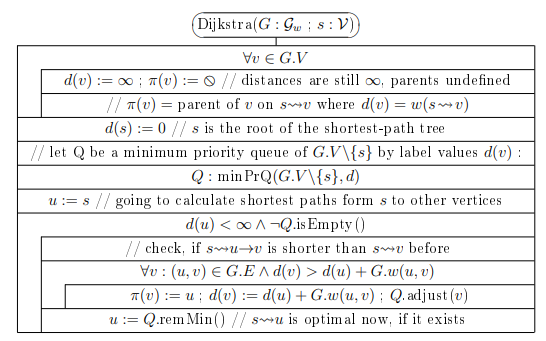 Dijkstra(G : 𝒢_w ; s : 𝒱)
∀v ∈ G.V
d(v) := ∞ ; π(v) := ⦸ // distances are still ∞, parents undefined
// π(v) = parent of v on s⇝v where d(v) = w(s⇝v)
d(s) := 0 // s is the root of the shortest-path tree
// let Q be a minimum priority queue of G.V\{s} by label values d(v) :
Q : minPrQ(G.V\{s}, d)
u := s // going to calculate shortest paths form s to other vertices
d(u) < ∞ ∧ ¬Q.isEmpty()
// check, if s⇝u→v is shorter than s⇝v before
∀v : (u, v) ∈ G.E ∧ d(v) > d(u) + G.w(u, v)
π(v) := u ; d(v) := d(u) + G.w(u, v) ; Q.adjust(v)
u := Q.remMin() // s⇝u is optimal now, if it exists